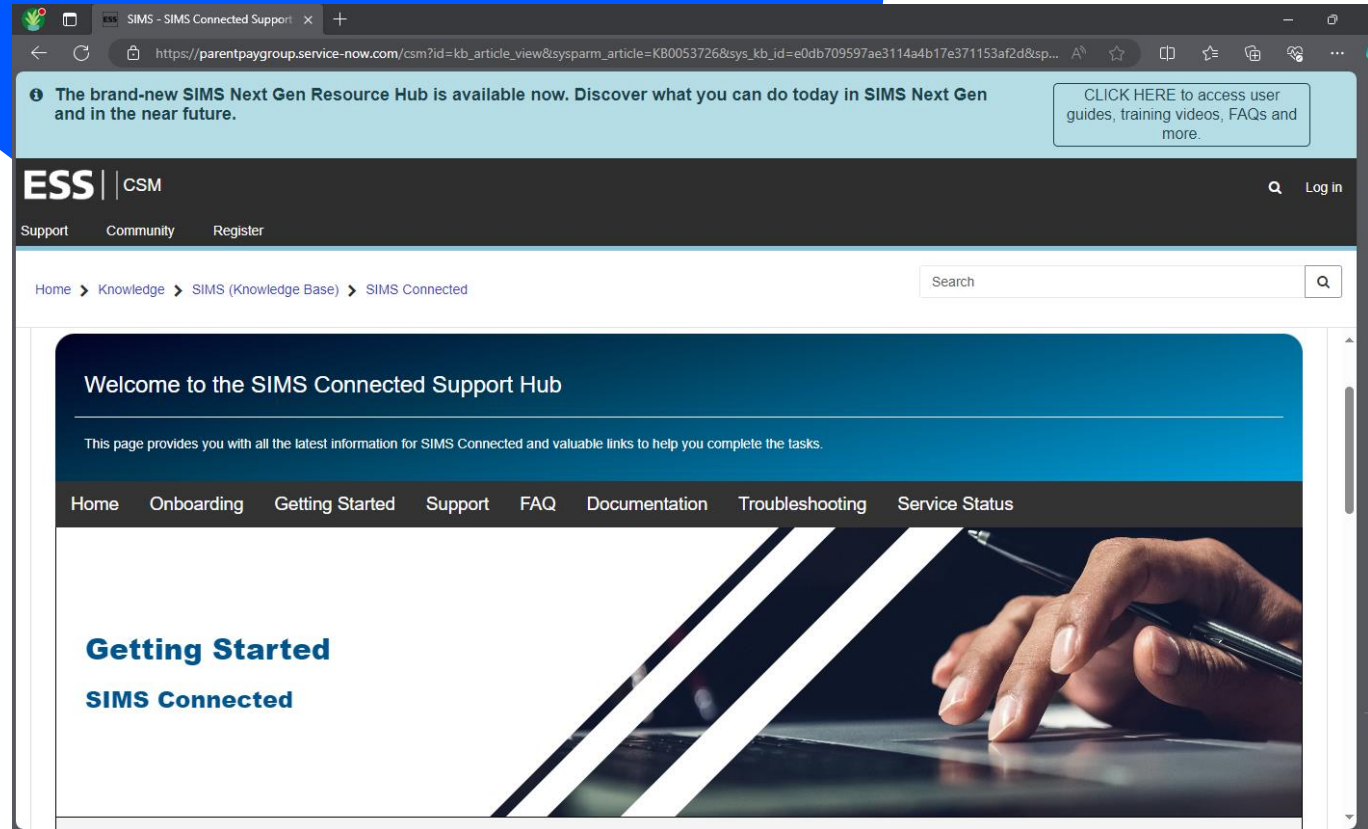 ESS SIMS - SIMS Connected Support
https://parentpaygroup.service-now.com/csm?id=kb_article_view&sysparm_article=KB0053726&sys_kb_id=e0db709597ae3114a4b17e371153af2d&sp...
The brand-new SIMS Next Gen Resource Hub is available now. Discover what you can do today in SIMS Next Gen
and in the near future.
CLICK HERE to access user
guides, training videos, FAQs and
more.
ESS || CSM
Log in
Support Community Register
Home > Knowledge > SIMS (Knowledge Base) > SIMS Connected
Search
Welcome to the SIMS Connected Support Hub
This page provides you with all the latest information for SIMS Connected and valuable links to help you complete the tasks.
Home Onboarding Getting Started Support FAQ Documentation Troubleshooting Service Status
Getting Started
SIMS Connected